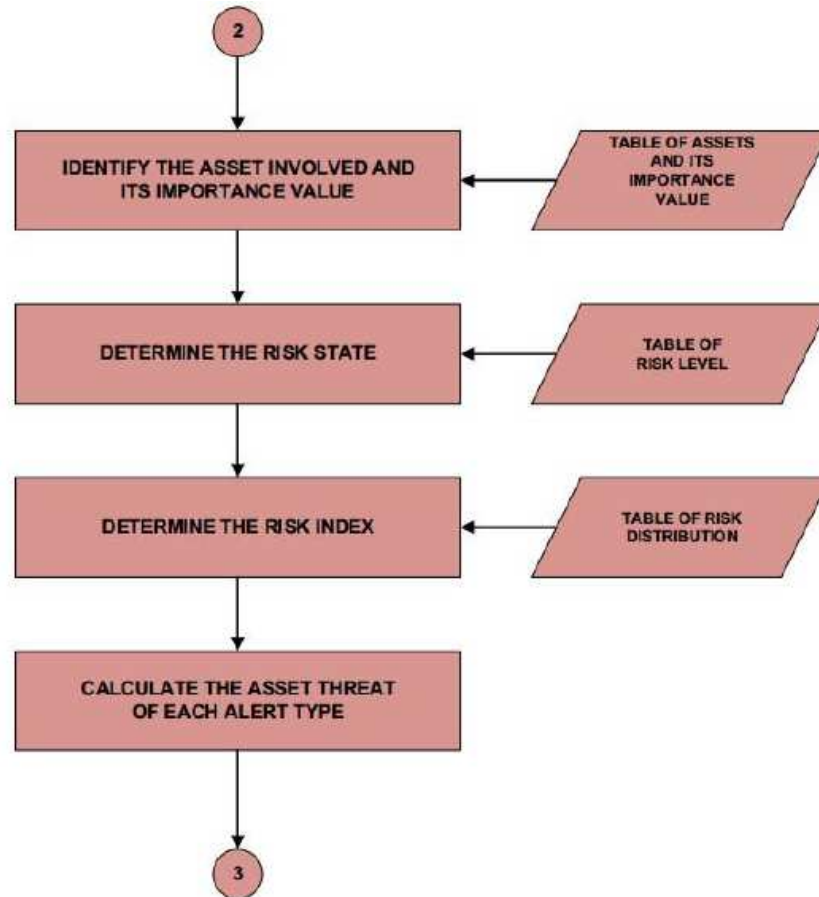 2
IDENTIFY THE ASSET INVOLVED AND
ITS IMPORTANCE VALUE
TABLE OF ASSETS
AND ITS
IMPORTANCE
VALUE
DETERMINE THE RISK STATE
TABLE OF
RISK LEVEL
DETERMINE THE RISK INDEX
TABLE OF RISK
DISTRIBUTION
CALCULATE THE ASSET THREAT
OF EACH ALERT TYPE
3